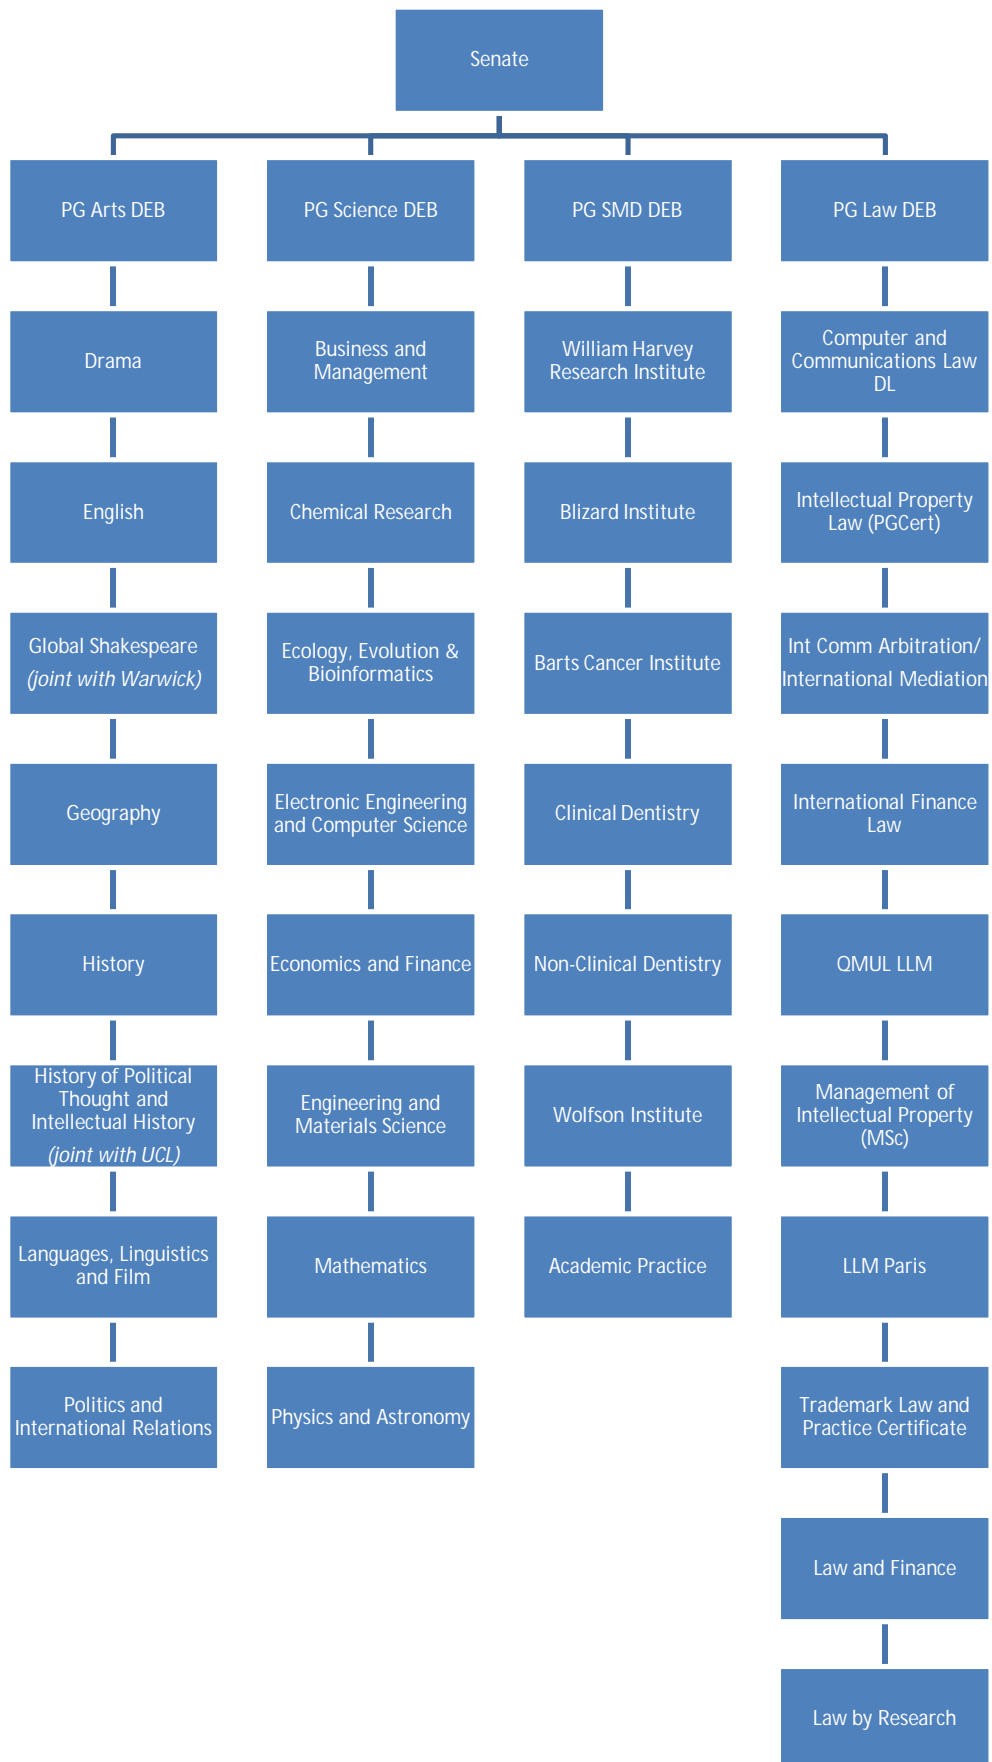 Senate
PG Arts DEB
PG Science DEB
PG SMD DEB
PG Law DEB
Drama
Business and
Management
William Harvey
Research Institute
Computer and
Communications Law
DL
English
Chemical Research
Blizard Institute
Intellectual Property
Law (PGCert)
Global Shakespeare
(joint with Warwick)
Ecology, Evolution &
Bioinformatics
Barts Cancer Institute
Int Comm Arbitration/
International Mediation
Geography
Electronic Engineering
and Computer Science
Clinical Dentistry
International Finance
Law
History
Economics and Finance
Non-Clinical Dentistry
QMUL LLM
History of Political
Thought and
Intellectual History
(joint with UCL)
Engineering and
Materials Science
Wolfson Institute
Management of
Intellectual Property
(MSc)
Languages, Linguistics
and Film
Mathematics
Academic Practice
LLM Paris
Politics and
International Relations
Physics and Astronomy
Trademark Law and
Practice Certificate
Law and Finance
Law by Research